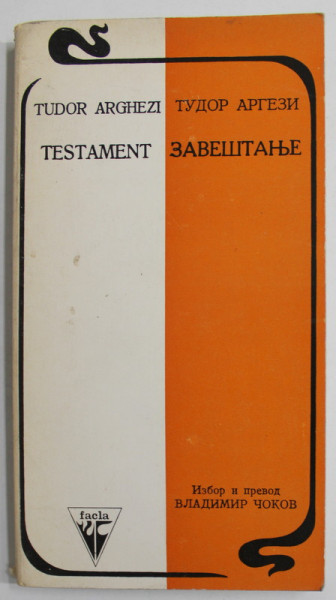 TUDOR ARGHEZI
TESTAMENT
ТУДОР АРГЕЗИ
ЗАВЕШТАЊЕ
Избор и превод
ВЛАДИМИР ЧОКОВ
facla